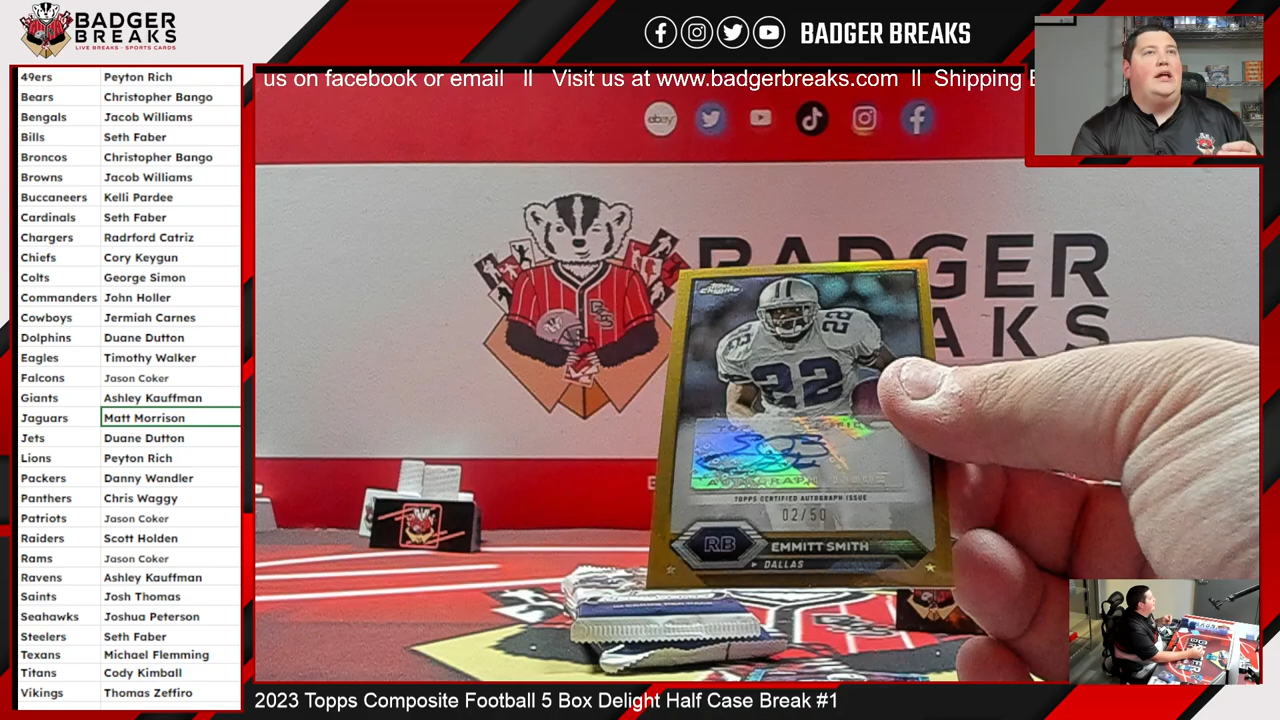 BADGER
BREAKS
LIVE BREAKS - SPORTS CARDS
BADGER BREAKS
49ers Peyton Rich
Bears Christopher Bango
Bengals Jacob Williams
Bills Seth Faber
Broncos Christopher Bango
Browns Jacob Williams
Buccaneers Kelli Pardee
Cardinals Seth Faber
Chargers Radrford Catriz
Chiefs Cory Keygun
Colts George Simon
Commanders John Holler
Cowboys Jermiah Carnes
Dolphins Duane Dutton
Eagles Timothy Walker
Falcons Jason Coker
Giants Ashley Kauffman
Jaguars Matt Morrison
Jets Duane Dutton
Lions Peyton Rich
Packers Danny Wandler
Panthers Chris Waggy
Patriots Jason Coker
Raiders Scott Holden
Rams Jason Coker
Ravens Ashley Kauffman
Saints Josh Thomas
Seahawks Joshua Peterson
Steelers Seth Faber
Texans Michael Flemming
Titans Cody Kimball
Vikings Thomas Zeffiro
us on facebook or email ll Visit us at www.badgerbreaks.com ll Shipping
ebay
BADGER
EAKS
22
22
AUTOGRAPH
TOPPS CERTIFIED AUTOGRAPH ISSUE
02/50
RB EMMITT SMITH
DALLAS
2023 Topps Composite Football 5 Box Delight Half Case Break #1